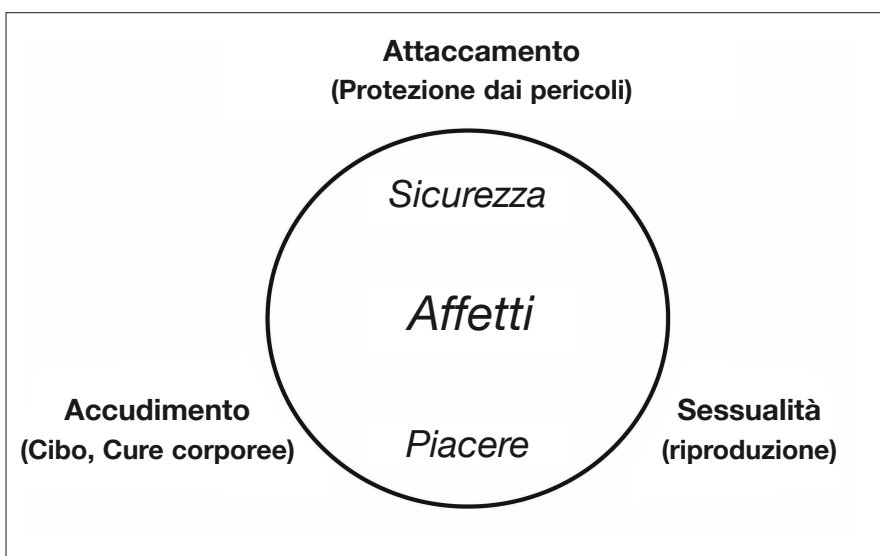 Attaccamento
(Protezione dai pericoli)
Sicurezza
Affetti
Accudimento
(Cibo, Cure corporee)
Piacere
Sessualità
(riproduzione)